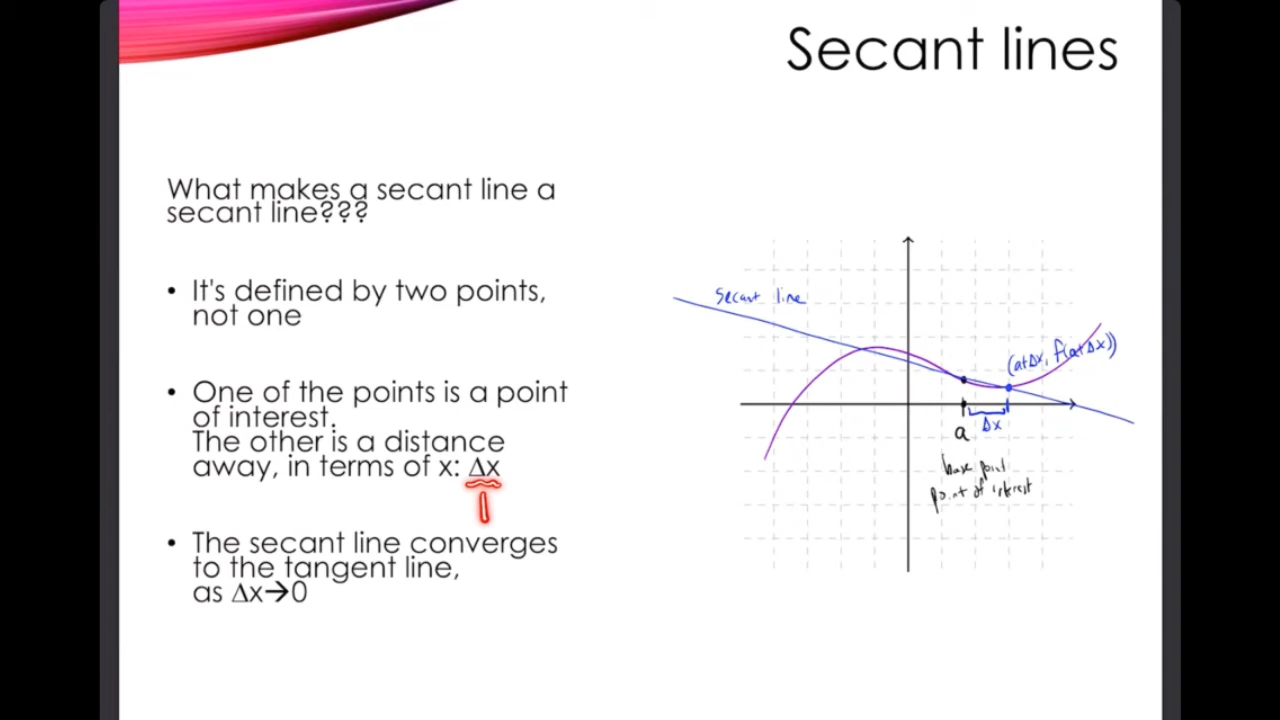 Secant lines
What makes a secant line a
secant line???
• It's defined by two points,
not one
• One of the points is a point
of interest.
The other is a distance
away, in terms of x: Δx
• The secant line converges
to the tangent line,
as Δx→0
Secant line
(a+Δx, f(a+Δx))
Δx
a
base point
point of interest